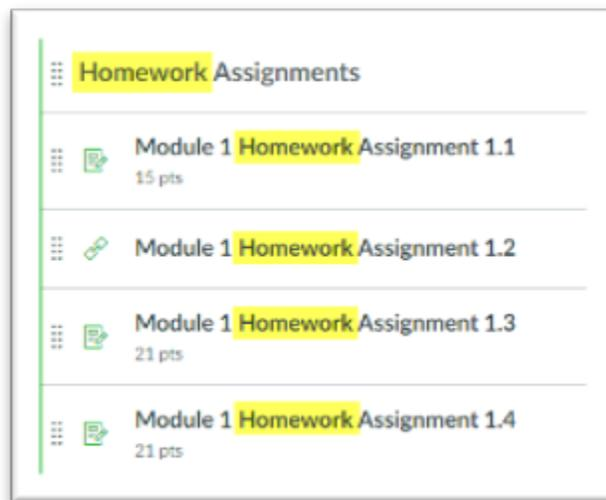 Homework Assignments
Module 1 Homework Assignment 1.1
15 pts
Module 1 Homework Assignment 1.2
Module 1 Homework Assignment 1.3
21 pts
Module 1 Homework Assignment 1.4
21 pts